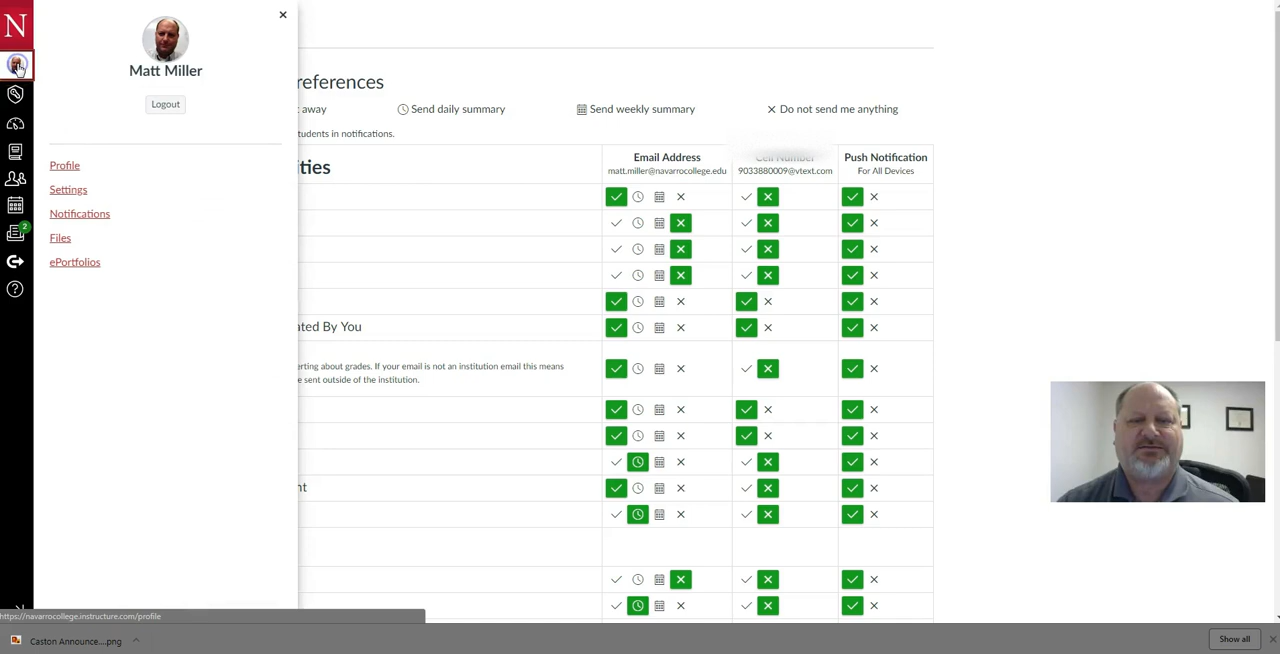 N
Matt Miller
Logout
Profile
Settings
Notifications
Files
ePortfolios
2
references
t away
Send daily summary
Send weekly summary
Do not send me anything
tudents in notifications.
ities
Email Address
matt.miller@navarrocollege.edu
Cell Number
9033880009@vtext.com
Push Notification
For All Devices
ated By You
erting about grades. If your email is not an institution email this means
e sent outside of the institution.
nt
https://navarrocollege.instructure.com/profile
Caston Announce....png
Show all